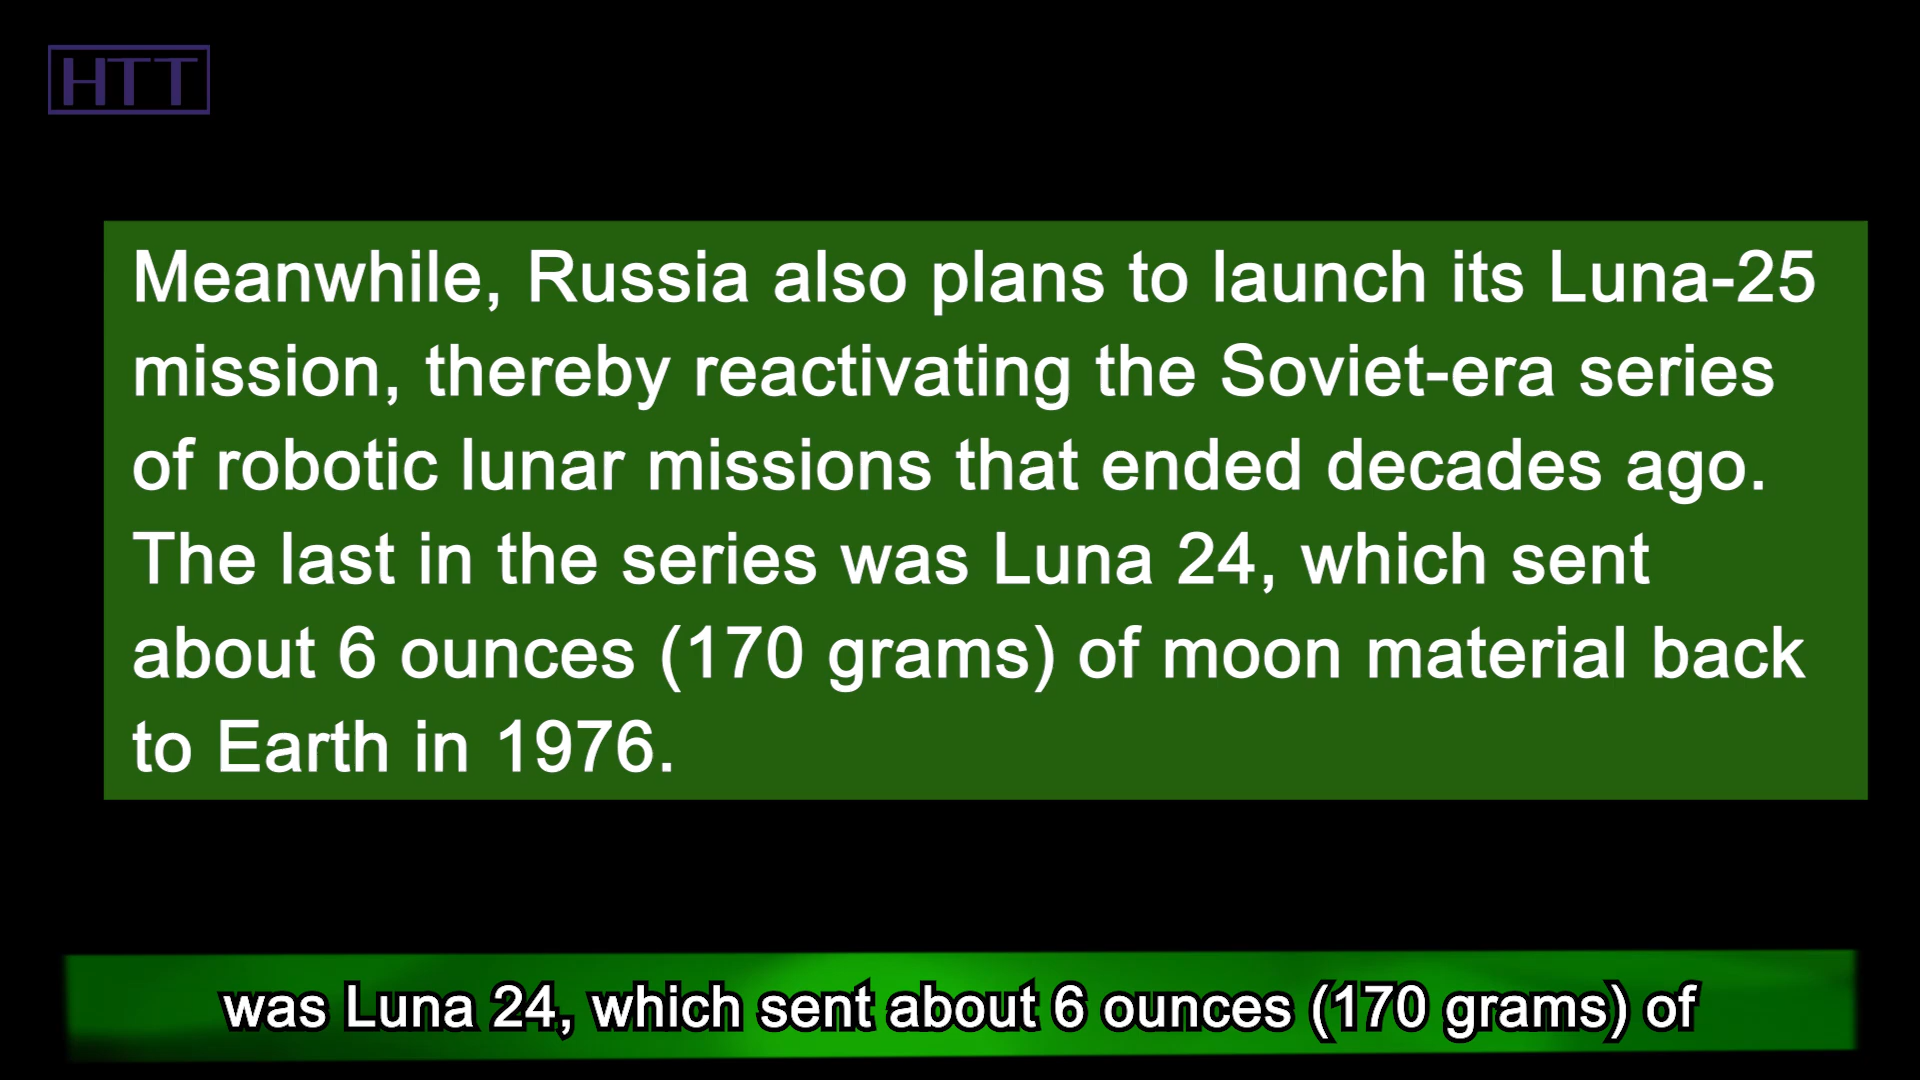 HTT
Meanwhile, Russia also plans to launch its Luna-25
mission, thereby reactivating the Soviet-era series
of robotic lunar missions that ended decades ago.
The last in the series was Luna 24, which sent
about 6 ounces (170 grams) of moon material back
to Earth in 1976.
was Luna 24, which sent about 6 ounces (170 grams) of